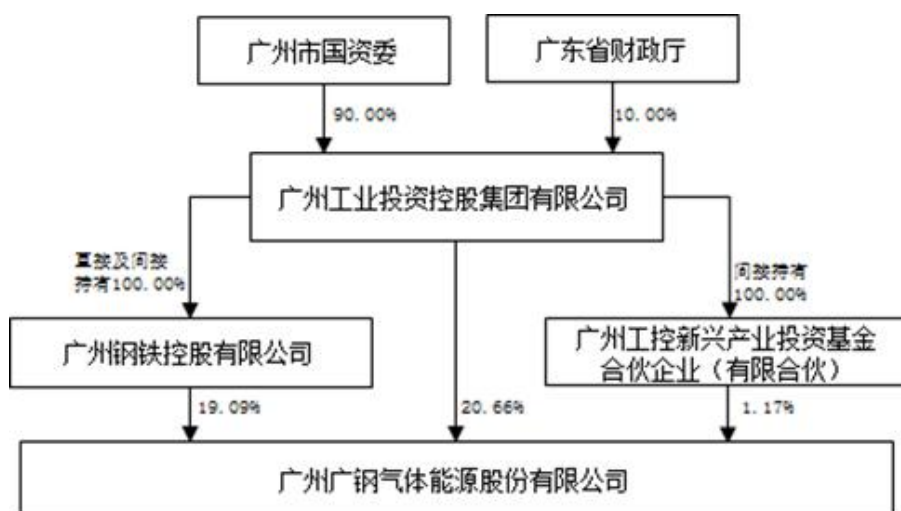 广州市国资委
广东省财政厅
90.00%
10.00%
广州工业投资控股集团有限公司
直接及间接
持有100.00%
间接持有
100.00%
广州钢铁控股有限公司
广州工控新兴产业投资基金
合伙企业（有限合伙）
19.09%
20.66%
1.17%
广州广钢气体能源股份有限公司